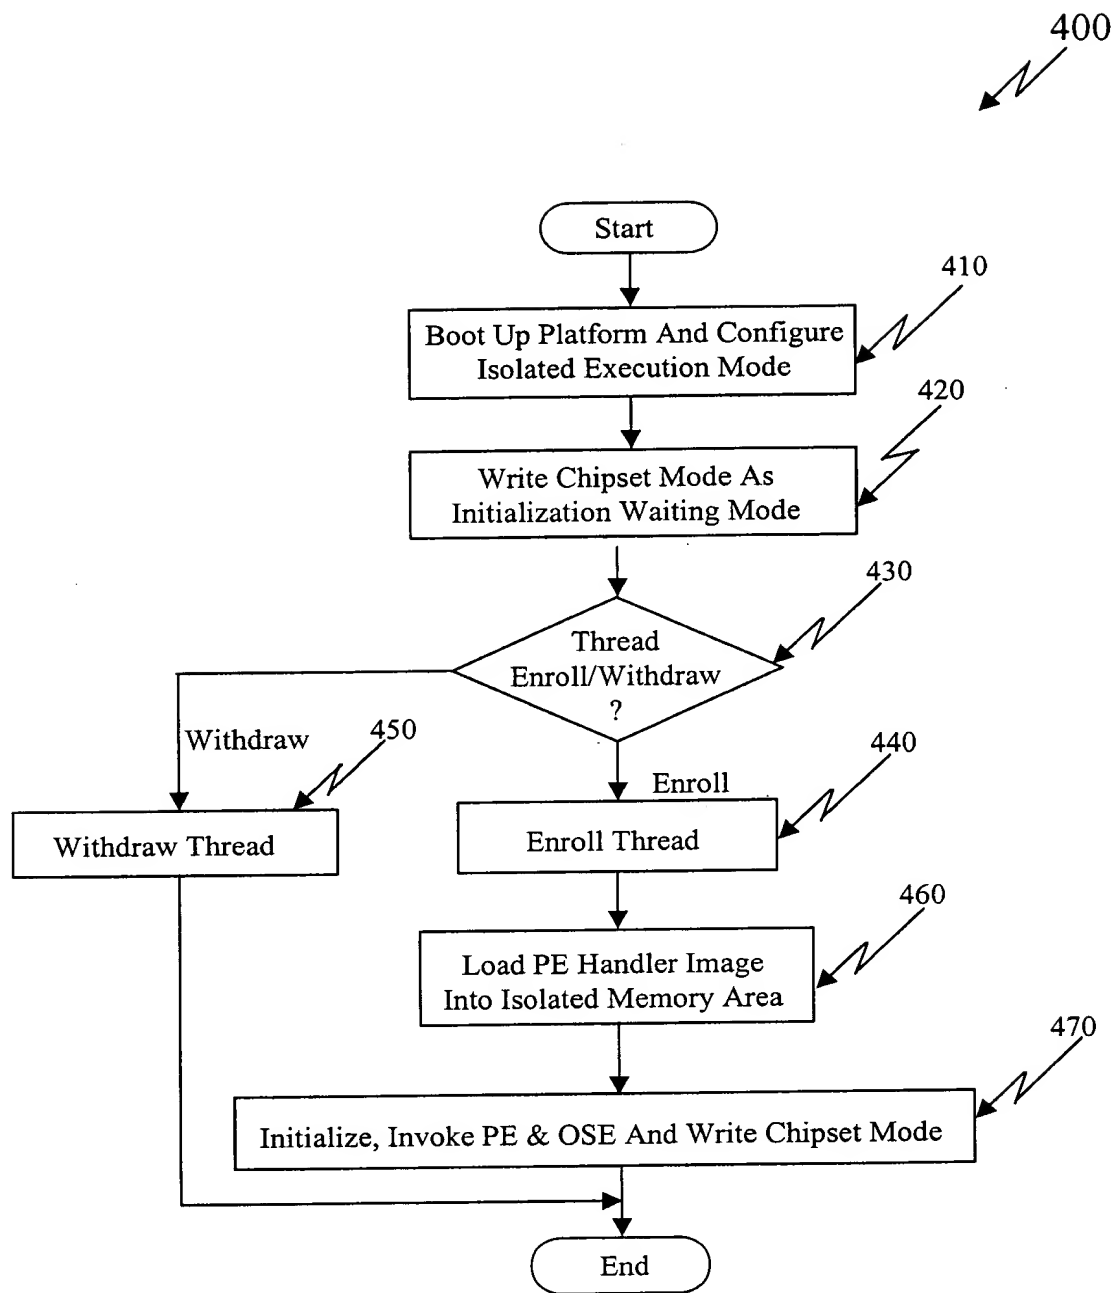 400
Start
410
Boot Up Platform And Configure
Isolated Execution Mode
420
Write Chipset Mode As
Initialization Waiting Mode
430
Thread
Enroll/Withdraw
?
Withdraw
450
440
Enroll
Withdraw Thread
Enroll Thread
460
Load PE Handler Image
Into Isolated Memory Area
470
Initialize, Invoke PE & OSE And Write Chipset Mode
End